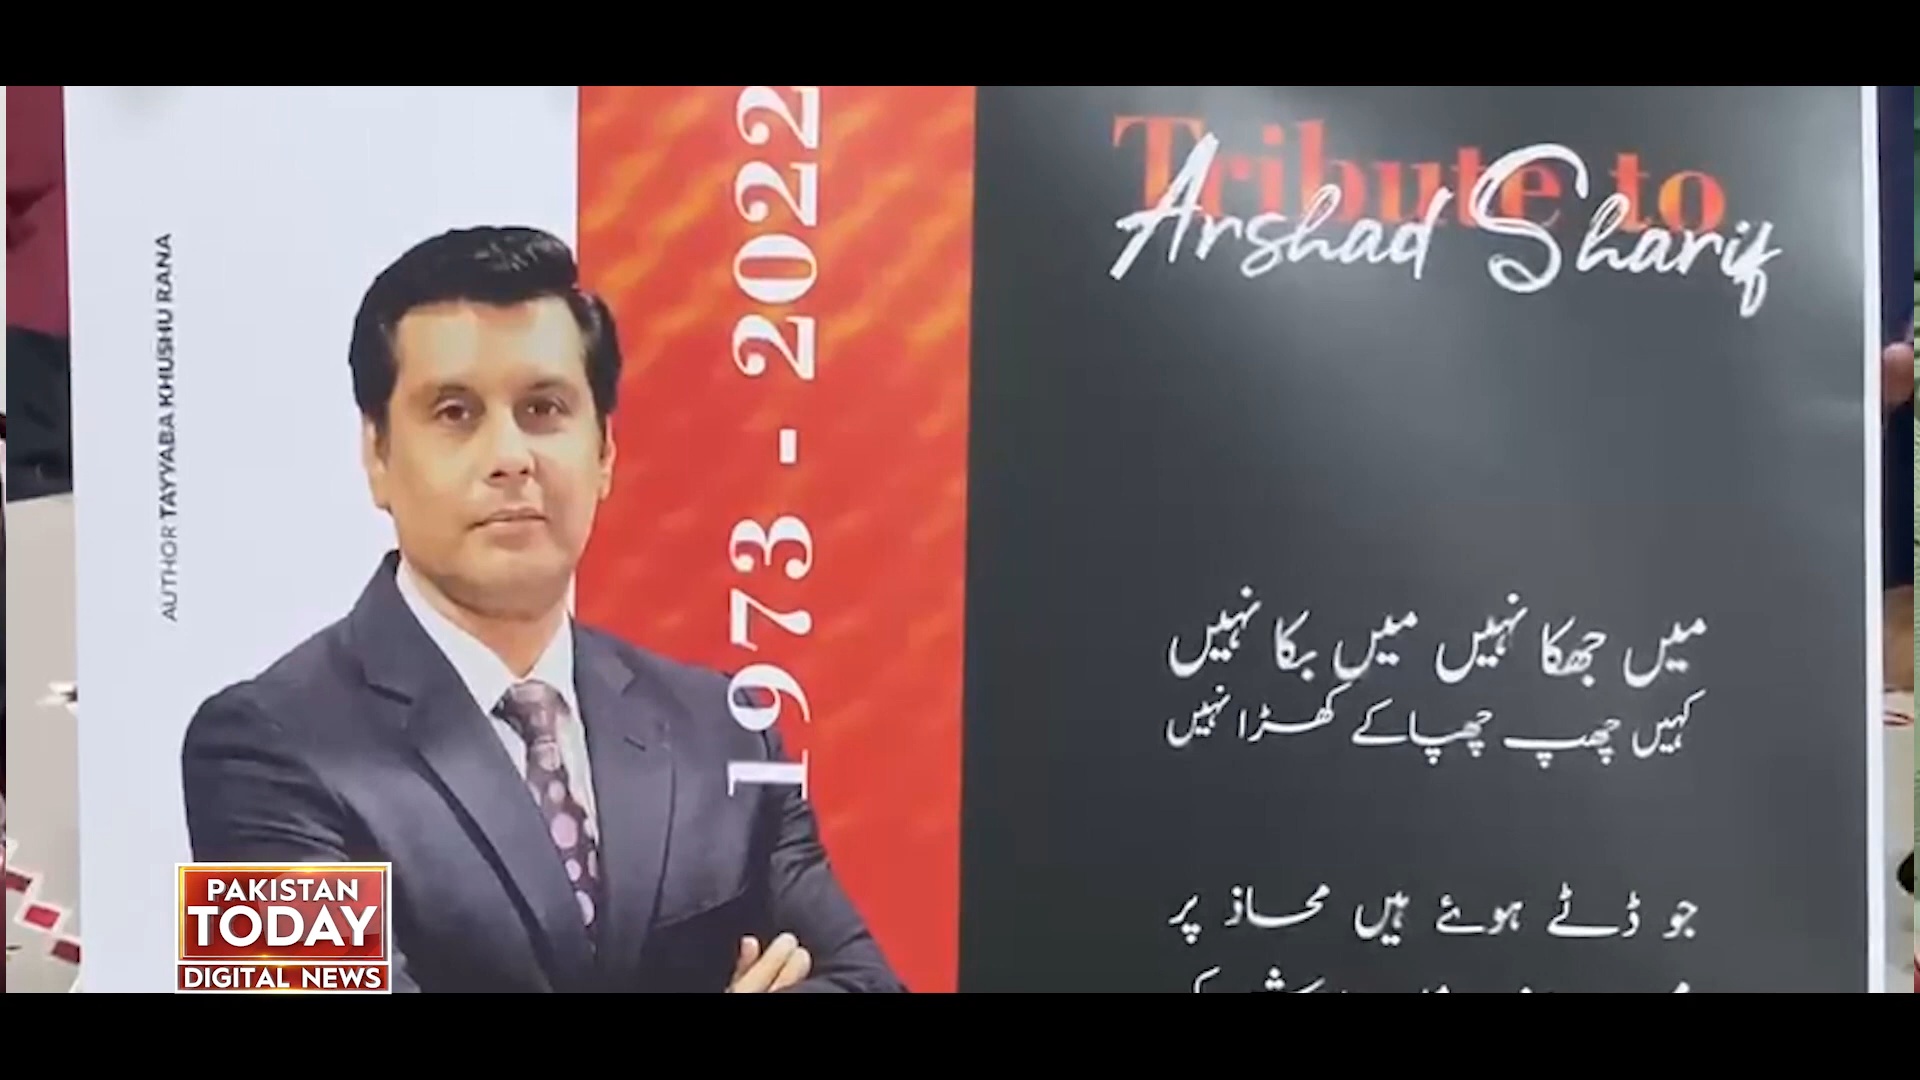 AUTHOR TAYYABA KHUSHU RANA
1973 - 2022
Tribute to
Arshad Sharif
میں جھکا نہیں میں بکا نہیں
کہیں چھپ چھپا کے کھڑا نہیں
جو ڈٹے ہوئے ہیں محاذ پر
PAKISTAN
TODAY
DIGITAL NEWS